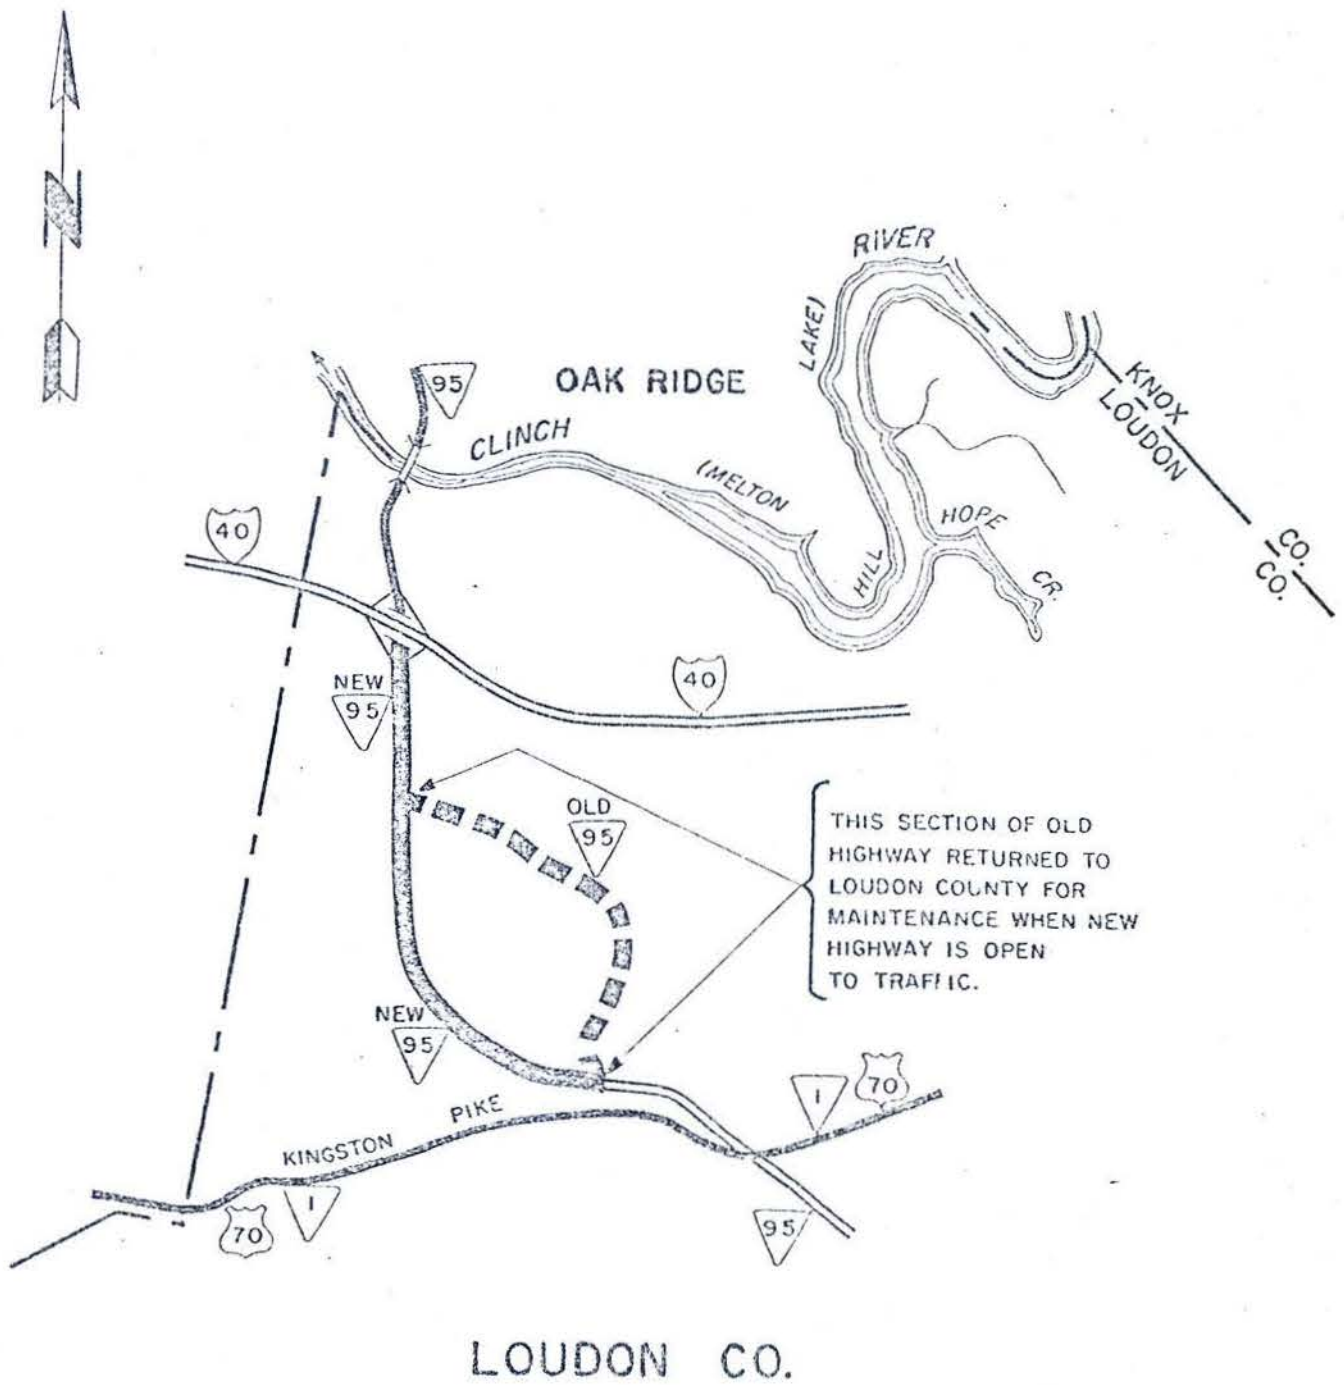 N
RIVER
LAKE)
95
OAK RIDGE
CLINCH
(MELTON
HILL
HOPE
CR.
KNOX
LOUDON
CO.
CO.
40
40
NEW
95
OLD
95
THIS SECTION OF OLD
HIGHWAY RETURNED TO
LOUDON COUNTY FOR
MAINTENANCE WHEN NEW
HIGHWAY IS OPEN
TO TRAFFIC.
NEW
95
KINGSTON PIKE
1
70
70
1
95
LOUDON CO.